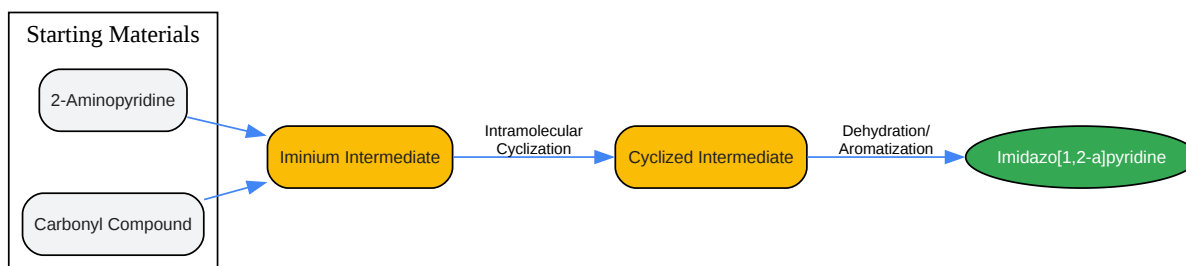 Starting Materials
2-Aminopyridine
Carbonyl Compound
Iminium Intermediate
Intramolecular
Cyclization
Cyclized Intermediate
Dehydration/
Aromatization
Imidazo[1,2-a]pyridine